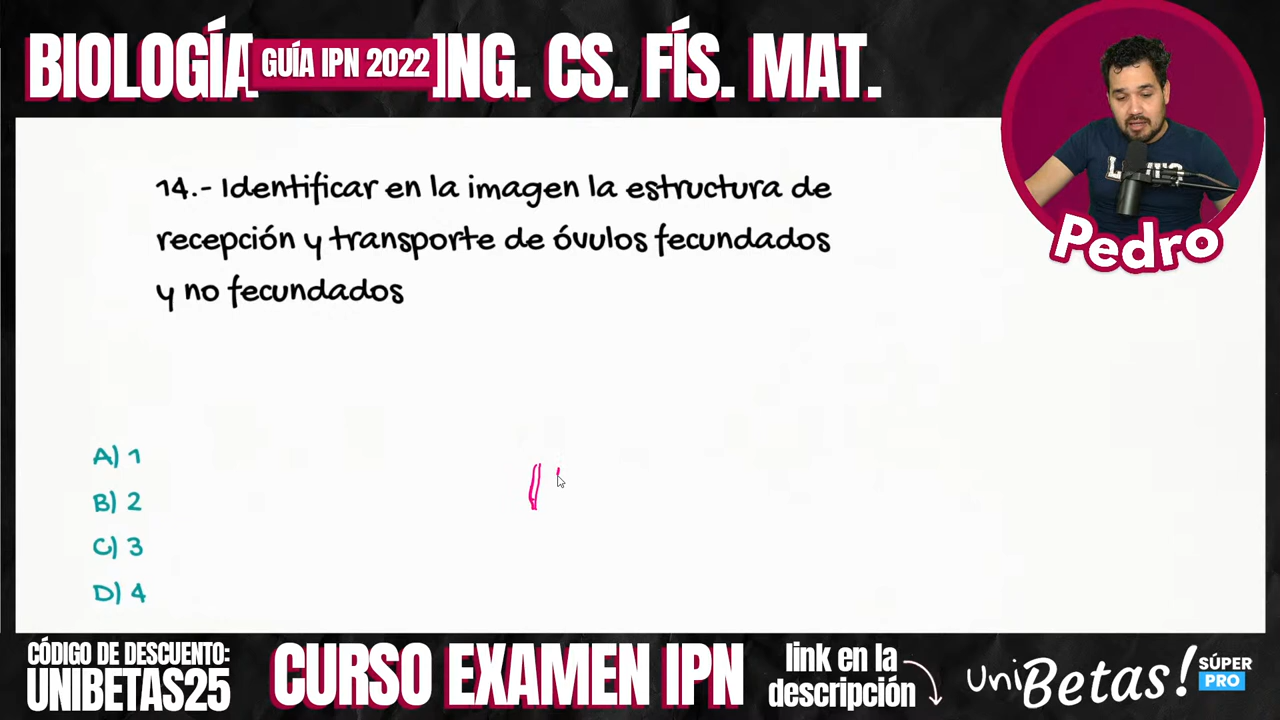 BIOLOGÍA[GUÍA IPN 2022]ING. CS. FÍS. MAT.
Pedro
14.- Identificar en la imagen la estructura de
recepción y transporte de óvulos fecundados
y no fecundados
A) 1
B) 2
C) 3
D) 4
CÓDIGO DE DESCUENTO:
UNIBETAS25
CURSO EXAMEN IPN
link en la
descripción
UniBetas!
SÚPER
PRO